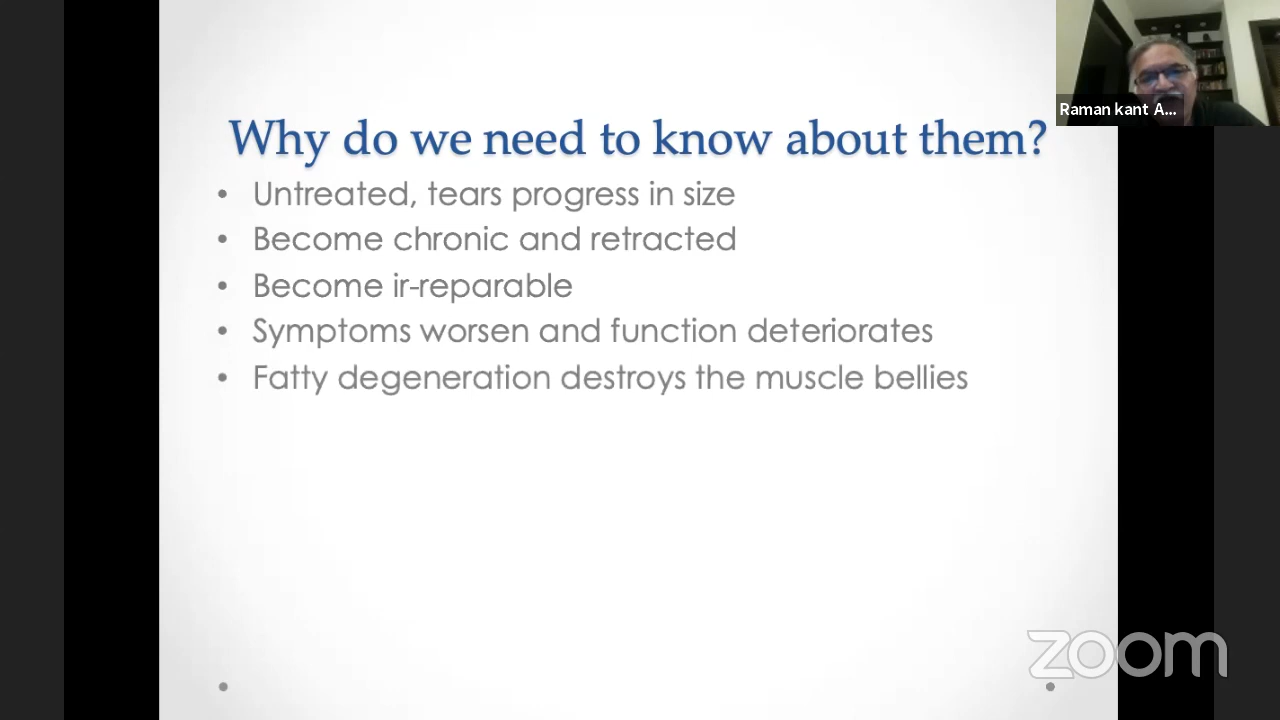 Why do we need to know about them?
• Untreated, tears progress in size
• Become chronic and retracted
• Become ir-reparable
• Symptoms worsen and function deteriorates
• Fatty degeneration destroys the muscle bellies
Raman kant A...
zoom